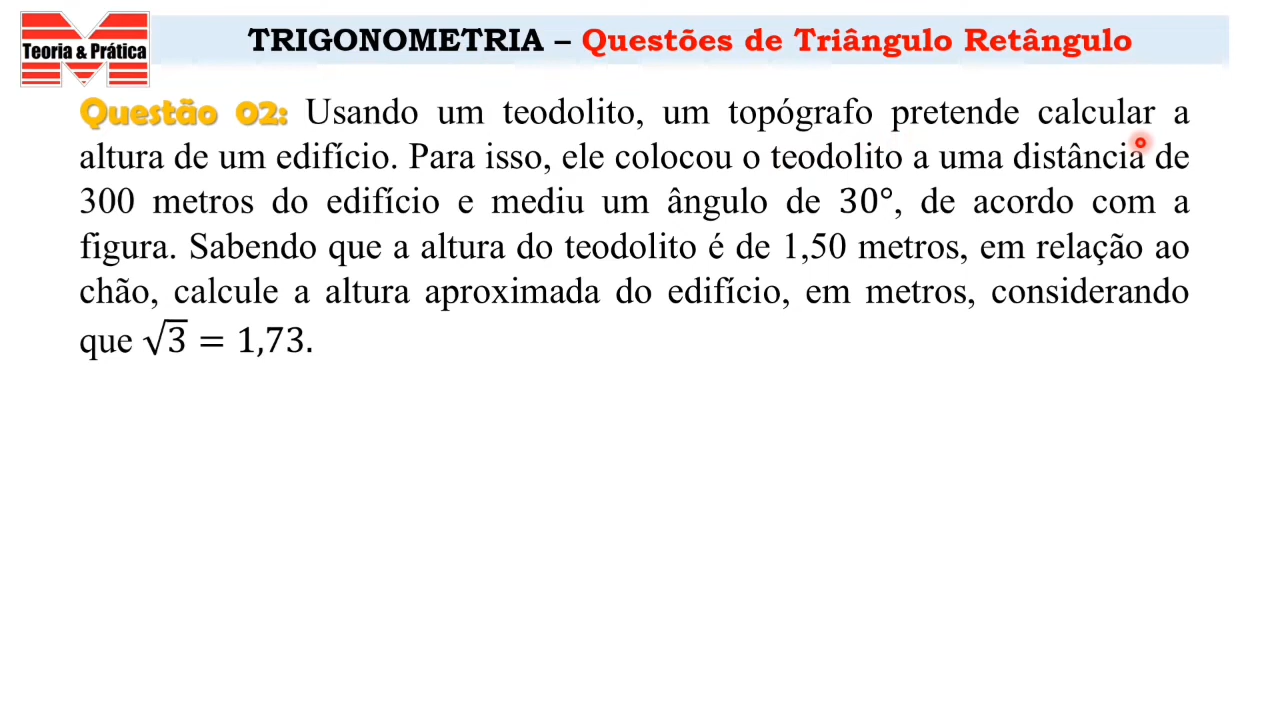 Teoria & Prática
TRIGONOMETRIA – Questões de Triângulo Retângulo
Questão 02: Usando um teodolito, um topógrafo pretende calcular a
altura de um edifício. Para isso, ele colocou o teodolito a uma distância de
300 metros do edifício e mediu um ângulo de 30°, de acordo com a
figura. Sabendo que a altura do teodolito é de 1,50 metros, em relação ao
chão, calcule a altura aproximada do edifício, em metros, considerando
que √3 = 1,73.